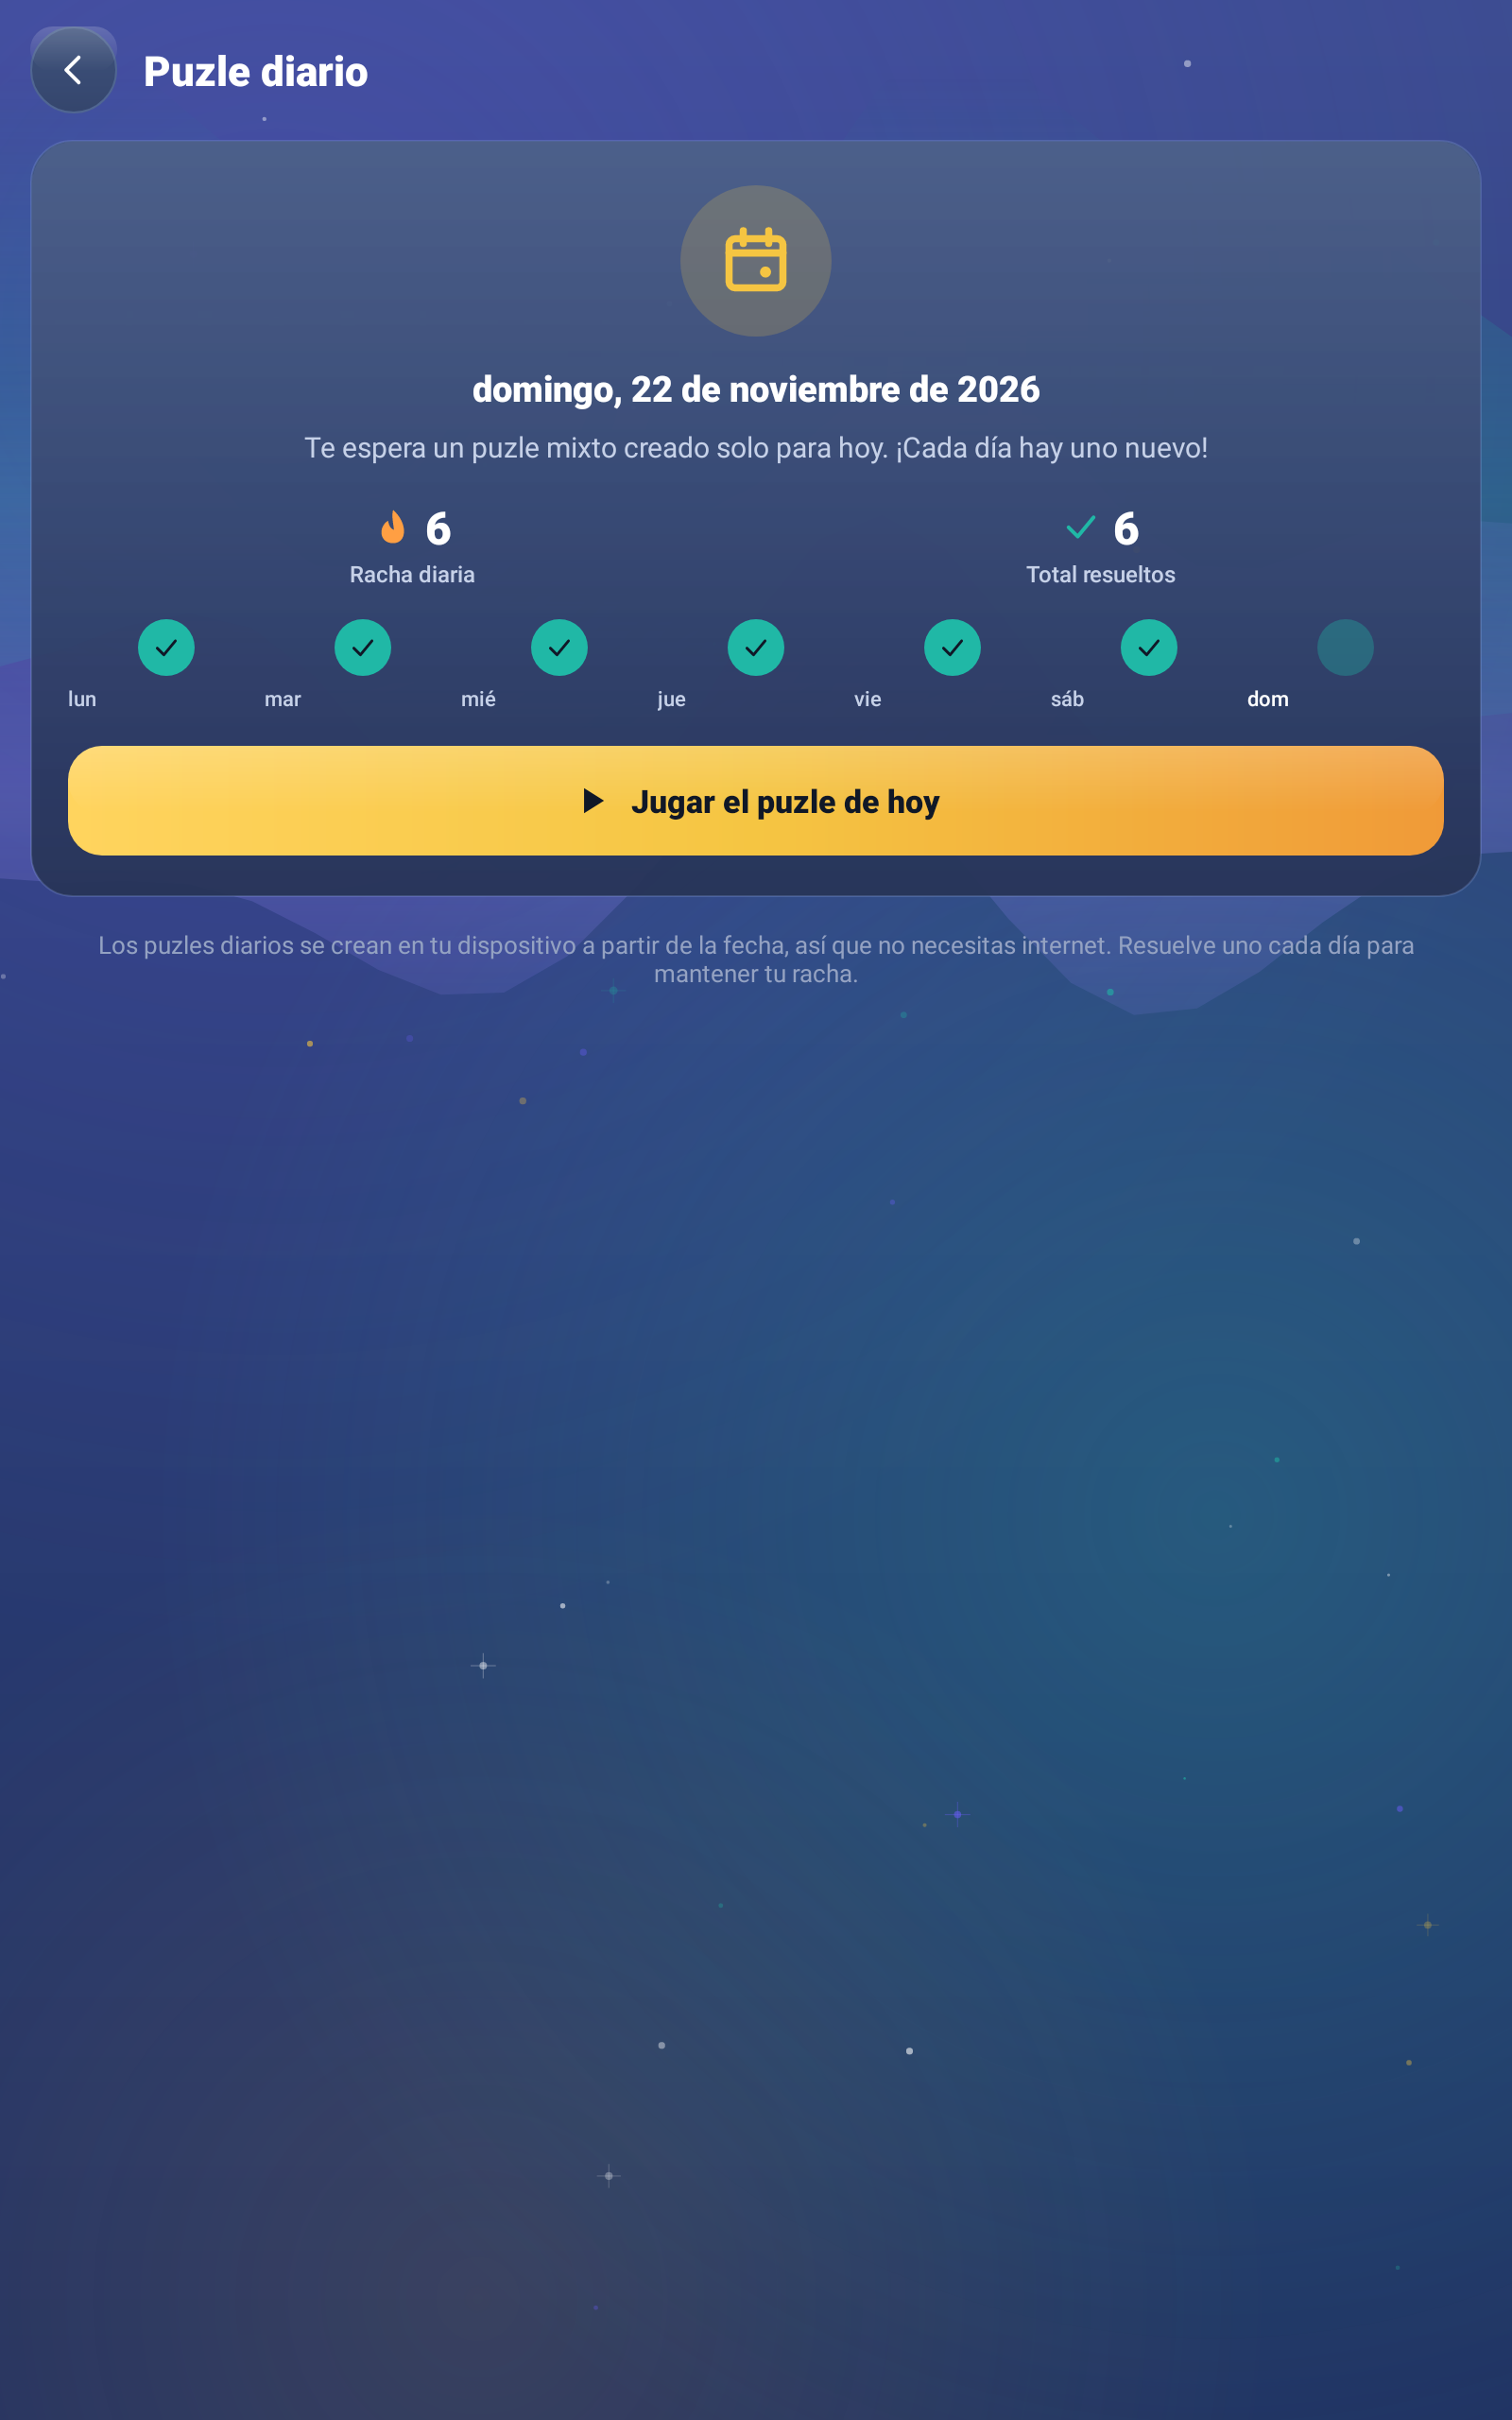 Puzle diario
domingo, 22 de noviembre de 2026
Te espera un puzle mixto creado solo para hoy. ¡Cada día hay uno nuevo!
6
Racha diaria
6
Total resueltos
lun
mar
mié
jue
vie
sáb
dom
Jugar el puzle de hoy
Los puzles diarios se crean en tu dispositivo a partir de la fecha, así que no necesitas internet. Resuelve uno cada día para
mantener tu racha.